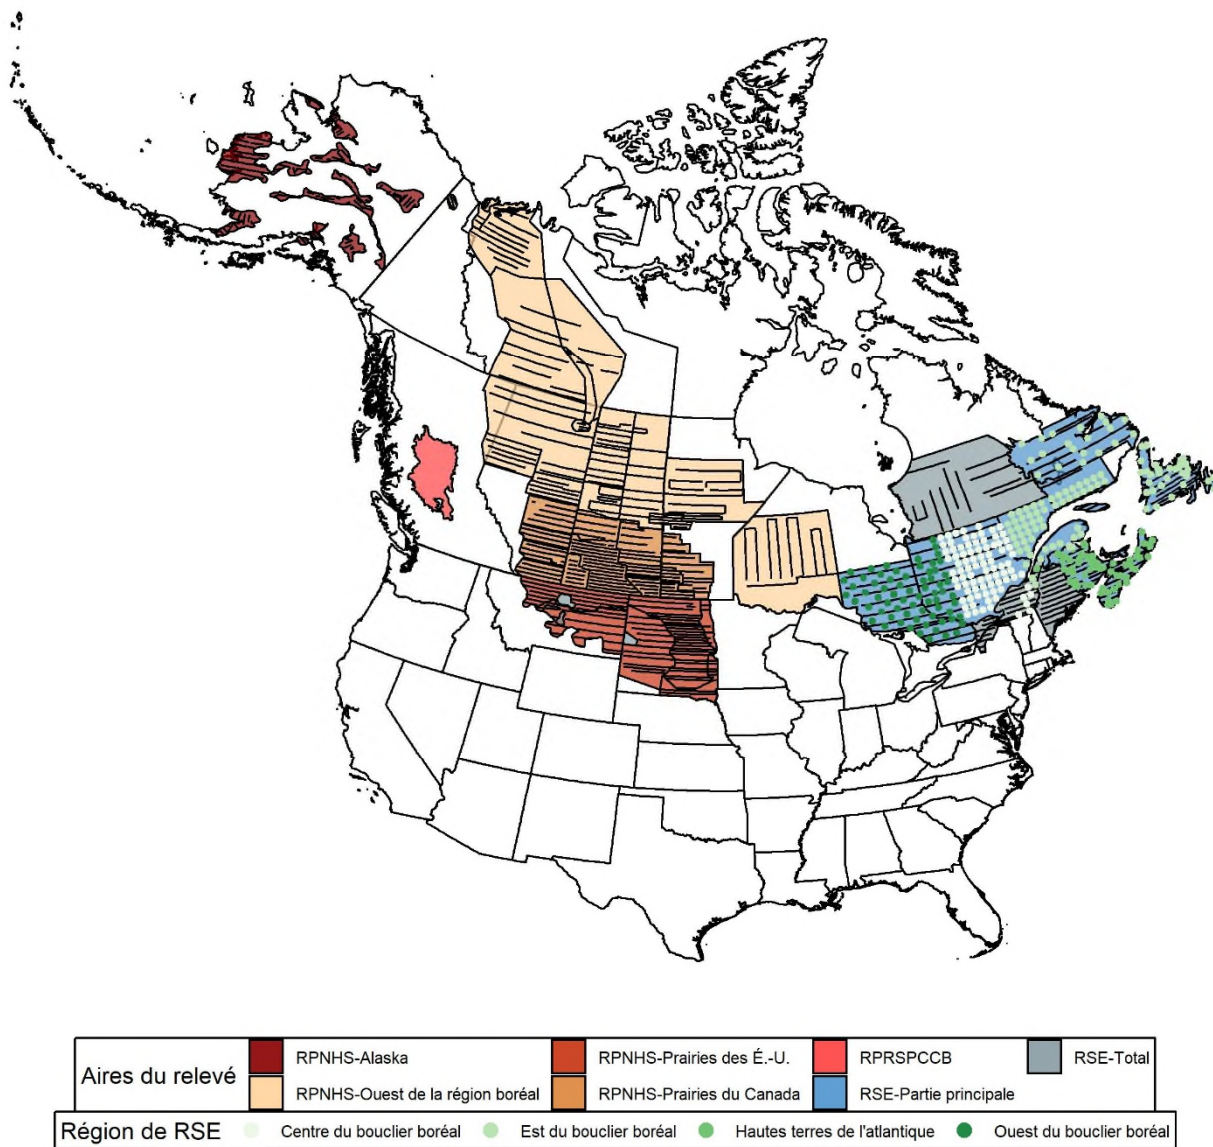 Aires du relevé
RPNHS-Alaska RPNHS-Prairies des É.-U. RPRSPCCB RSE-Total
RPNHS-Ouest de la région boréal RPNHS-Prairies du Canada RSE-Partie principale
Région de RSE Centre du bouclier boréal Est du bouclier boréal Hautes terres de l'atlantique Ouest du bouclier boréal